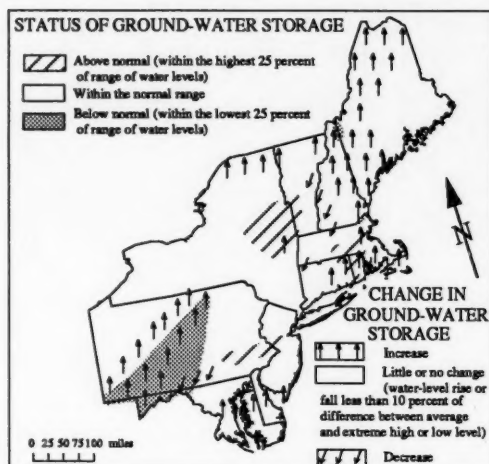 STATUS OF GROUND-WATER STORAGE
Above normal (within the highest 25 percent
of range of water levels)
Within the normal range
Below normal (within the lowest 25 percent
of range of water levels)
N
CHANGE IN
GROUND-WATER
STORAGE
Increase
Little or no change
(water-level rise or
fall less than 10 percent of
difference between average
and extreme high or low level)
Decrease
0 25 50 75 100 miles